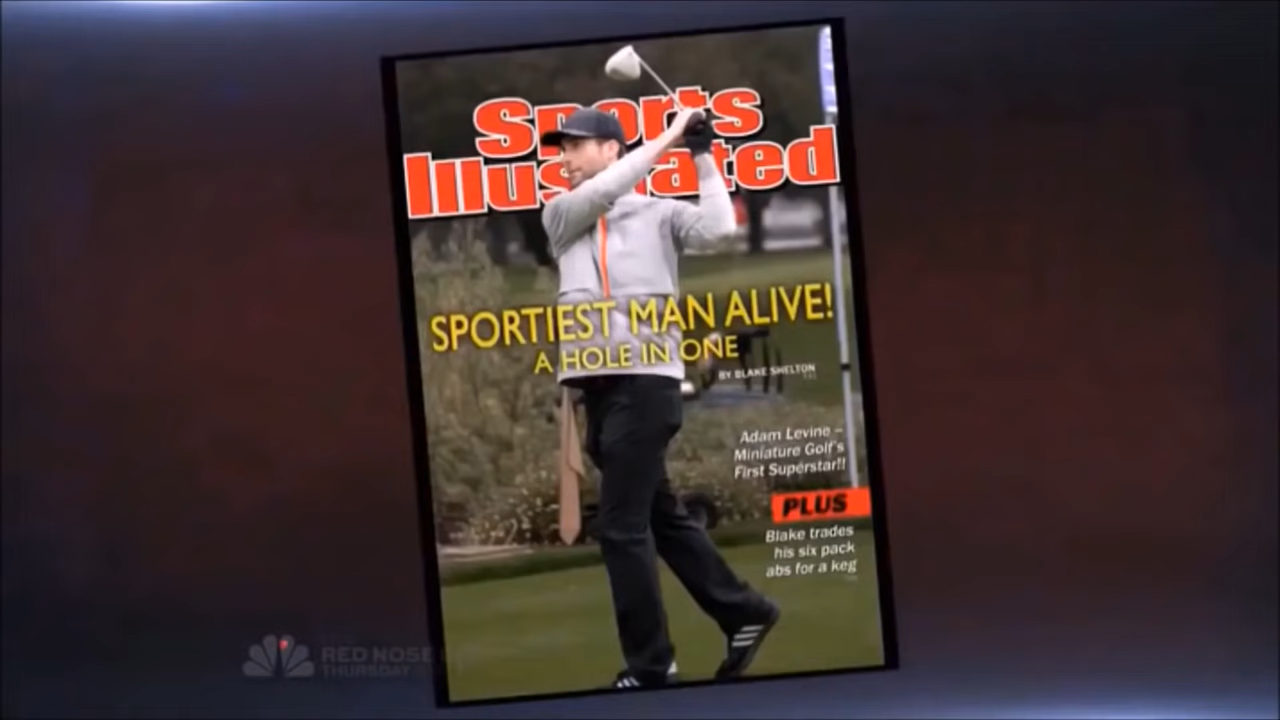 Sports
Illustrated
SPORTIEST MAN ALIVE!
A HOLE IN ONE
BY BLAKE SHELTON
Adam Levine –
Miniature Golf's
First Superstar!!
PLUS
Blake trades
his six pack
abs for a keg
RED NOSE
THURSDAY